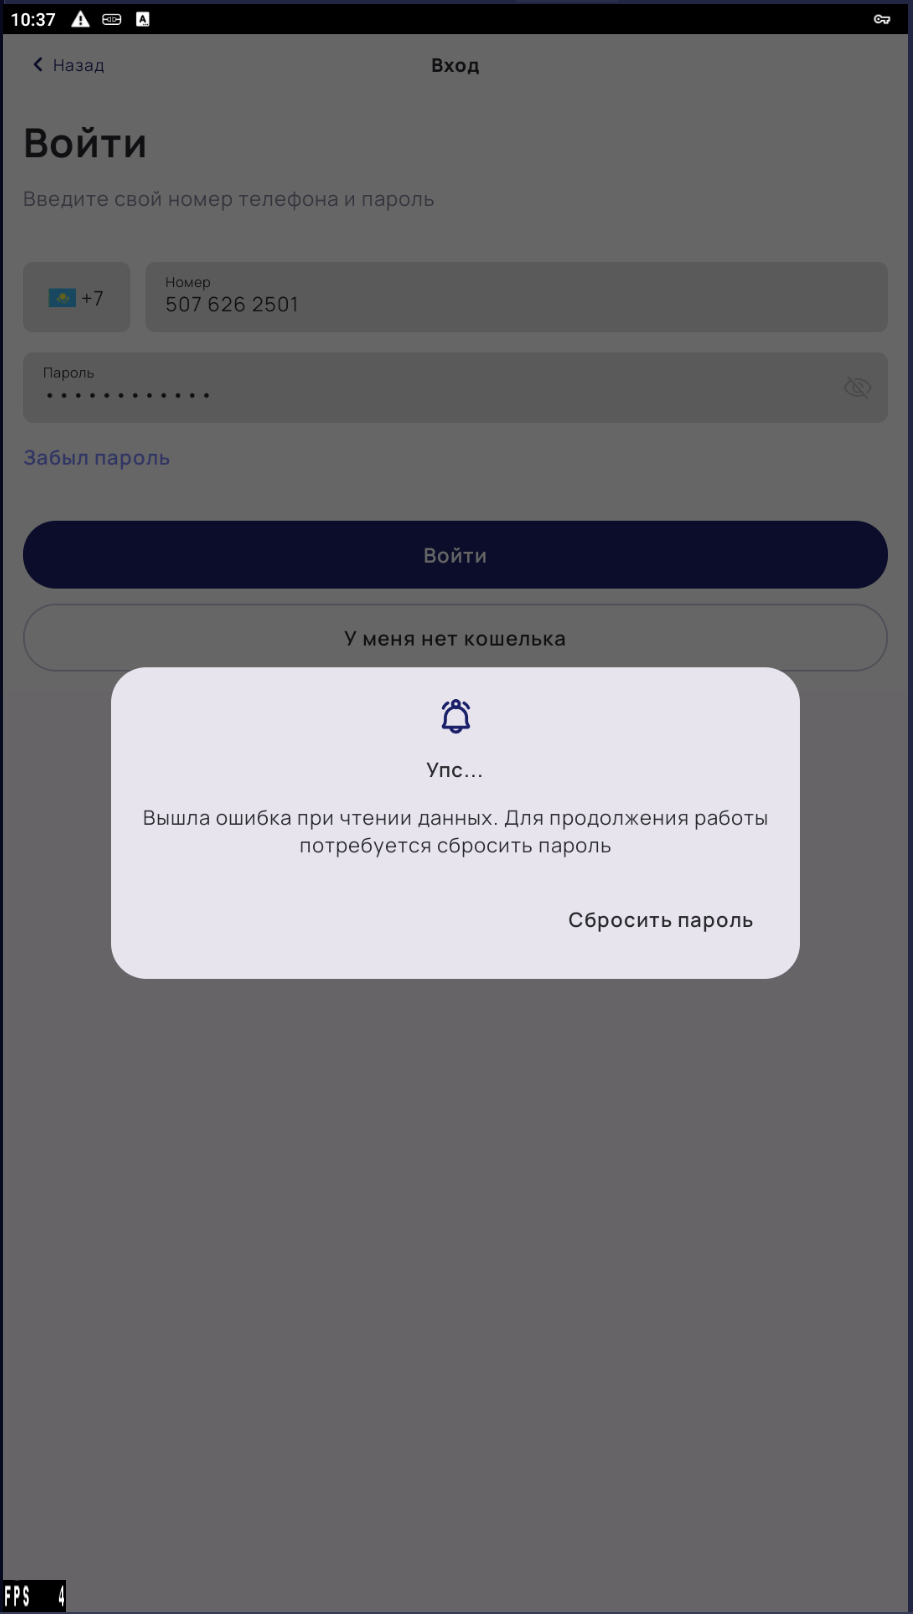 10:37
Назад
Вход
Войти
Введите свой номер телефона и пароль
+7
Номер
507 626 2501
Пароль
Забыл пароль
Войти
У меня нет кошелька
Упс...
Вышла ошибка при чтении данных. Для продолжения работы
потребуется сбросить пароль
Сбросить пароль
FPS 4